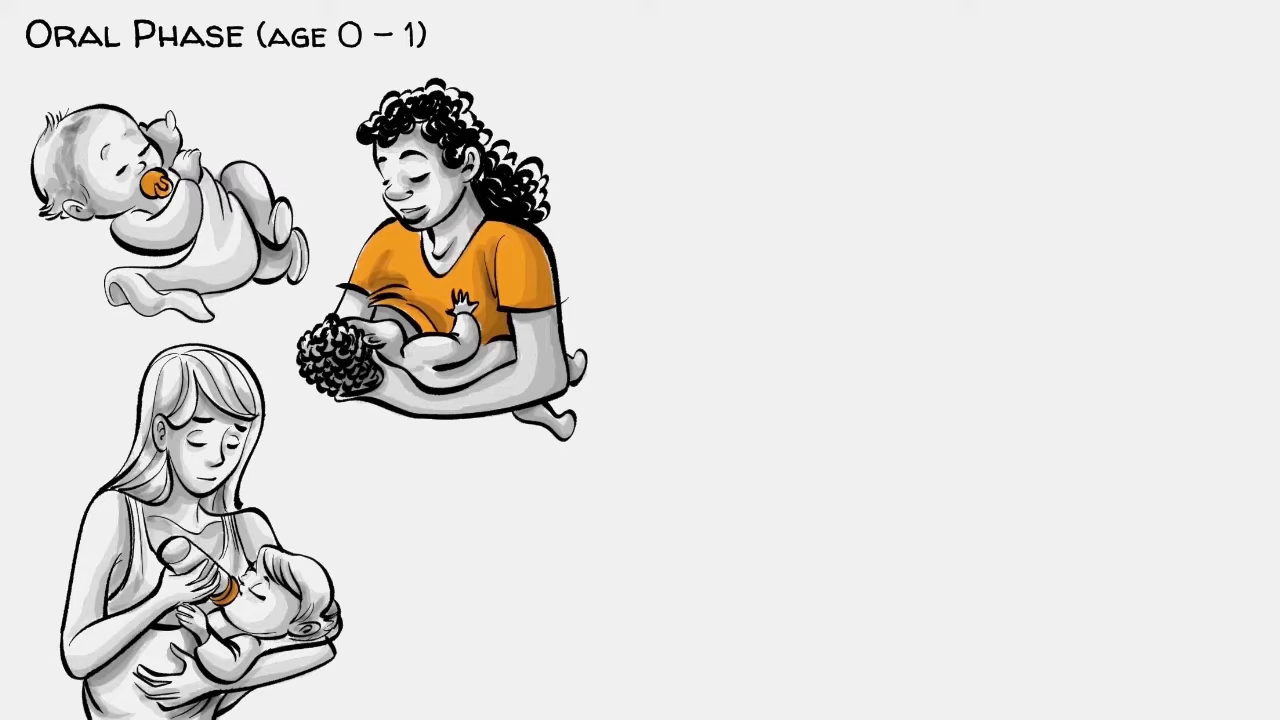 Oral Phase (age 0 – 1)